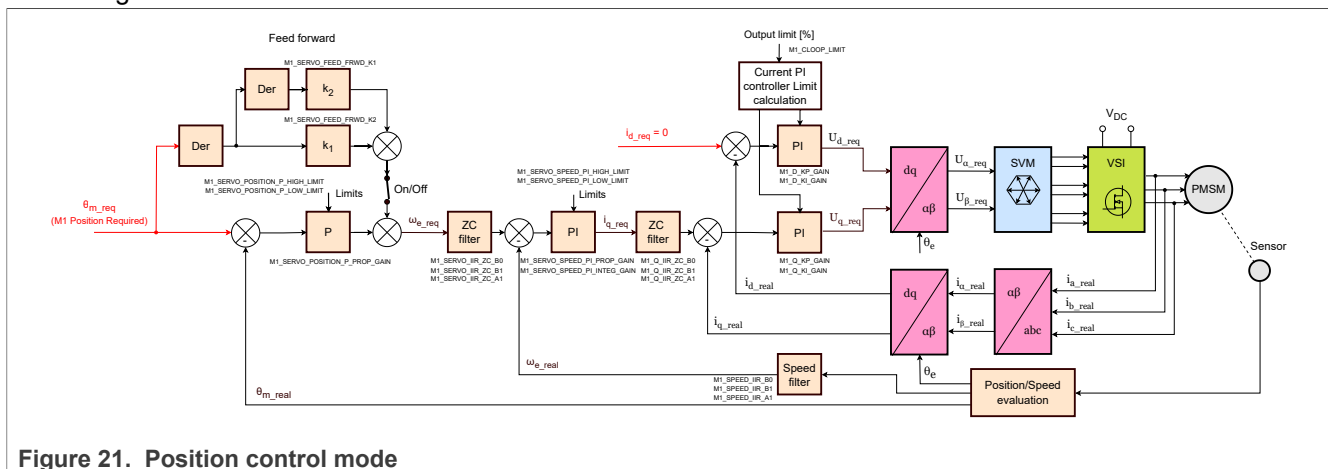 Feed forward
M1_SERVO_FEED_FRWD_K1
Der
k₂
M1_SERVO_FEED_FRWD_K2
Der
k₁
On/Off
M1_SERVO_POSITION_P_HIGH_LIMIT
M1_SERVO_POSITION_P_LOW_LIMIT
Limits
θm_req
(M1 Position Required)
-
P
M1_SERVO_POSITION_P_PROP_GAIN
ωe_req
ZC
filter
M1_SERVO_IIR_ZC_B0
M1_SERVO_IIR_ZC_B1
M1_SERVO_IIR_ZC_A1
-
M1_SERVO_SPEED_PI_HIGH_LIMIT
M1_SERVO_SPEED_PI_LOW_LIMIT
Limits
PI
M1_SERVO_SPEED_PI_PROP_GAIN
M1_SERVO_SPEED_PI_INTEG_GAIN
iq_req
ZC
filter
M1_Q_IIR_ZC_B0
M1_Q_IIR_ZC_B1
M1_Q_IIR_ZC_A1
-
Output limit [%]
M1_CLOOP_LIMIT
Current PI
controller Limit
calculation
id_req = 0
-
PI
M1_D_KP_GAIN
M1_D_KI_GAIN
Ud_req
PI
M1_Q_KP_GAIN
M1_Q_KI_GAIN
Uq_req
dq
αβ
θe
Uα_req
Uβ_req
SVM
VDC
VSI
PMSM
Sensor
id_real
iq_real
dq
αβ
θe
iα_real
iβ_real
αβ
abc
ia_real
ib_real
ic_real
ωe_real
Speed
filter
M1_SPEED_IIR_B0
M1_SPEED_IIR_B1
M1_SPEED_IIR_A1
θm_real
Position/Speed
evaluation
Figure 21. Position control mode